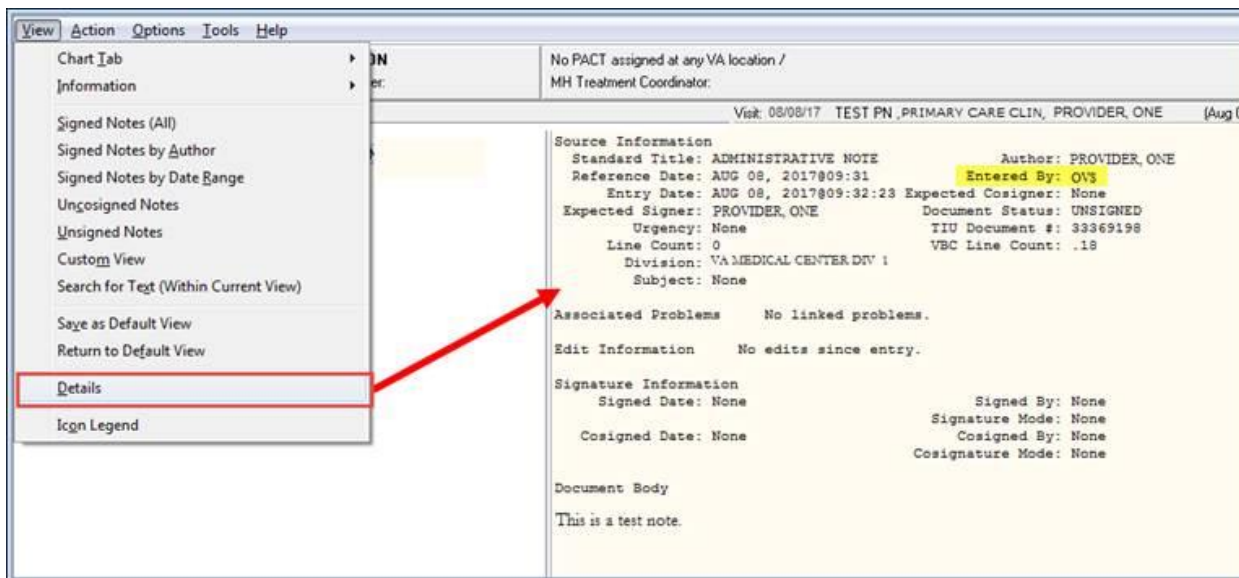 View Action Options Tools Help
Chart Tab
Information
Signed Notes (All)
Signed Notes by Author
Signed Notes by Date Range
Uncosigned Notes
Unsigned Notes
Custom View
Search for Text (Within Current View)
Save as Default View
Return to Default View
Details
Icon Legend
ON
er:
No PACT assigned at any VA location /
MH Treatment Coordinator:
Visit: 08/08/17 TEST PN ,PRIMARY CARE CLIN, PROVIDER, ONE (Aug 0
Source Information
Standard Title: ADMINISTRATIVE NOTE Author: PROVIDER, ONE
Reference Date: AUG 08, 2017@09:31 Entered By: OV$
Entry Date: AUG 08, 2017@09:32:23 Expected Cosigner: None
Expected Signer: PROVIDER, ONE Document Status: UNSIGNED
Urgency: None TIU Document #: 33369198
Line Count: 0 VBC Line Count: .18
Division: VA MEDICAL CENTER DIV 1
Subject: None
Associated Problems No linked problems.
Edit Information No edits since entry.
Signature Information
Signed Date: None Signed By: None
Signature Mode: None
Cosigned Date: None Cosigned By: None
Cosignature Mode: None
Document Body
This is a test note.